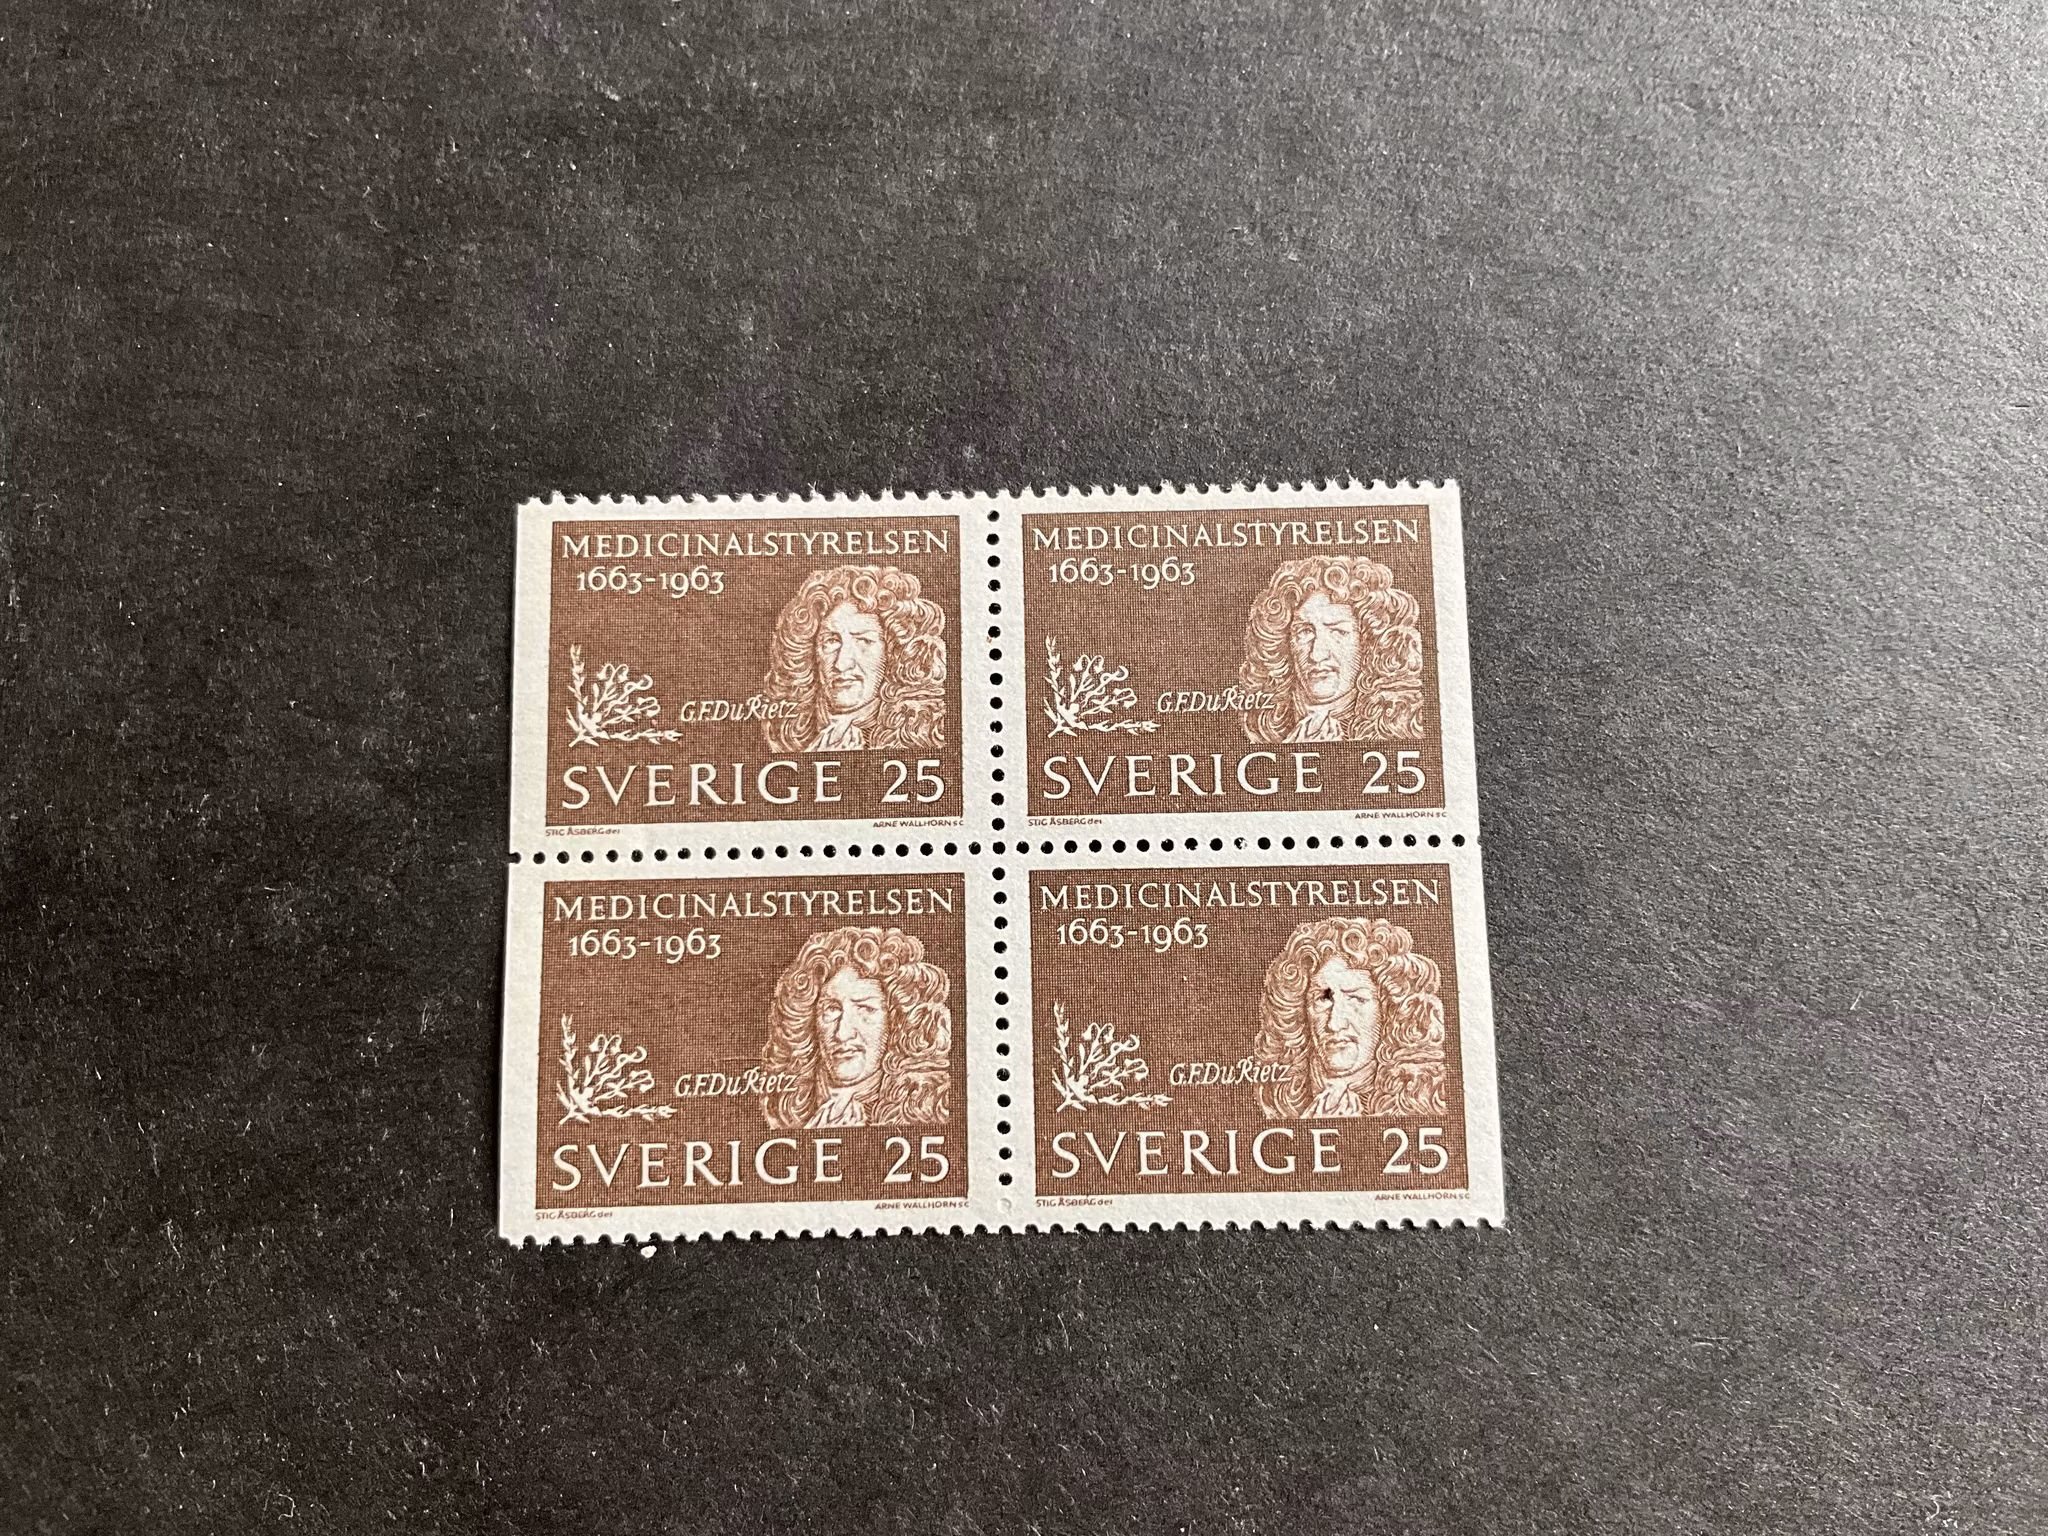 MEDICINALSTYRELSEN
1663-1963
G.F.Du Rietz
SVERIGE 25
STIG ÅSBERG del
ARNE WALLHORN SC
MEDICINALSTYRELSEN
1663-1963
G.F.Du Rietz
SVERIGE 25
STIG ÅSBERG del
ARNE WALLHORN SC
MEDICINALSTYRELSEN
1663-1963
G.F.Du Rietz
SVERIGE 25
STIG ÅSBERG del
ARNE WALLHORN SC
MEDICINALSTYRELSEN
1663-1963
G.F.Du Rietz
SVERIGE 25
STIG ÅSBERG del
ARNE WALLHORN SC